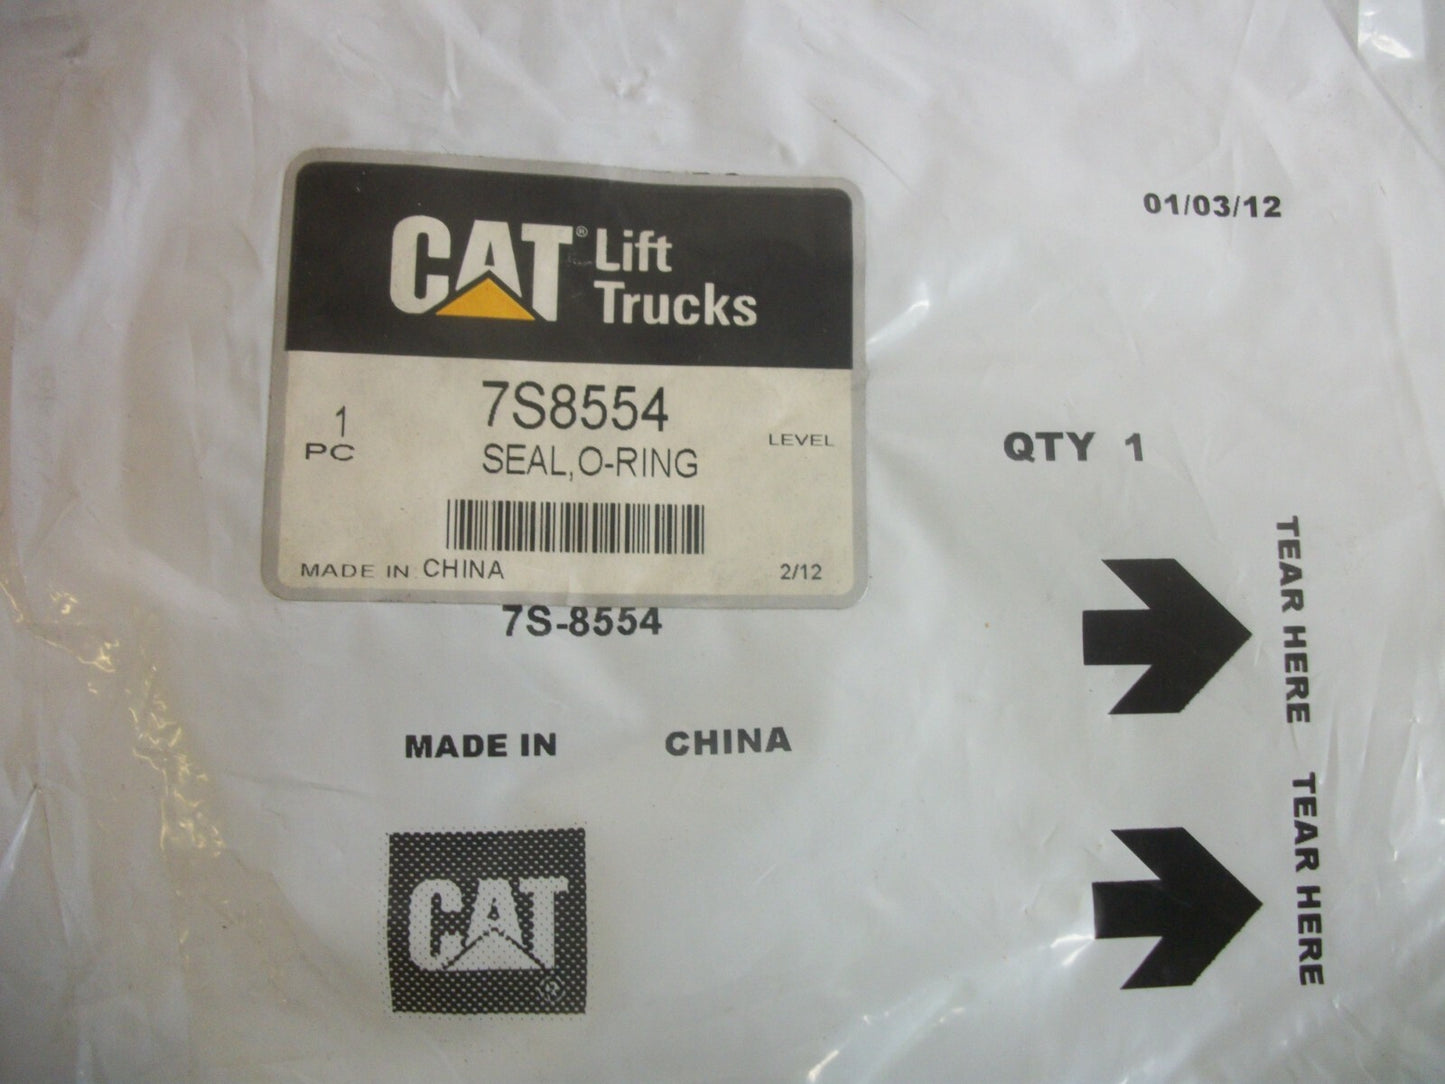 CAT® Lift
Trucks
01/03/12
7S8554
1
PC
LEVEL
SEAL,O-RING
QTY 1
MADE IN CHINA
2/12
7S-8554
MADE IN CHINA
TEAR HERE
TEAR HERE
CAT®